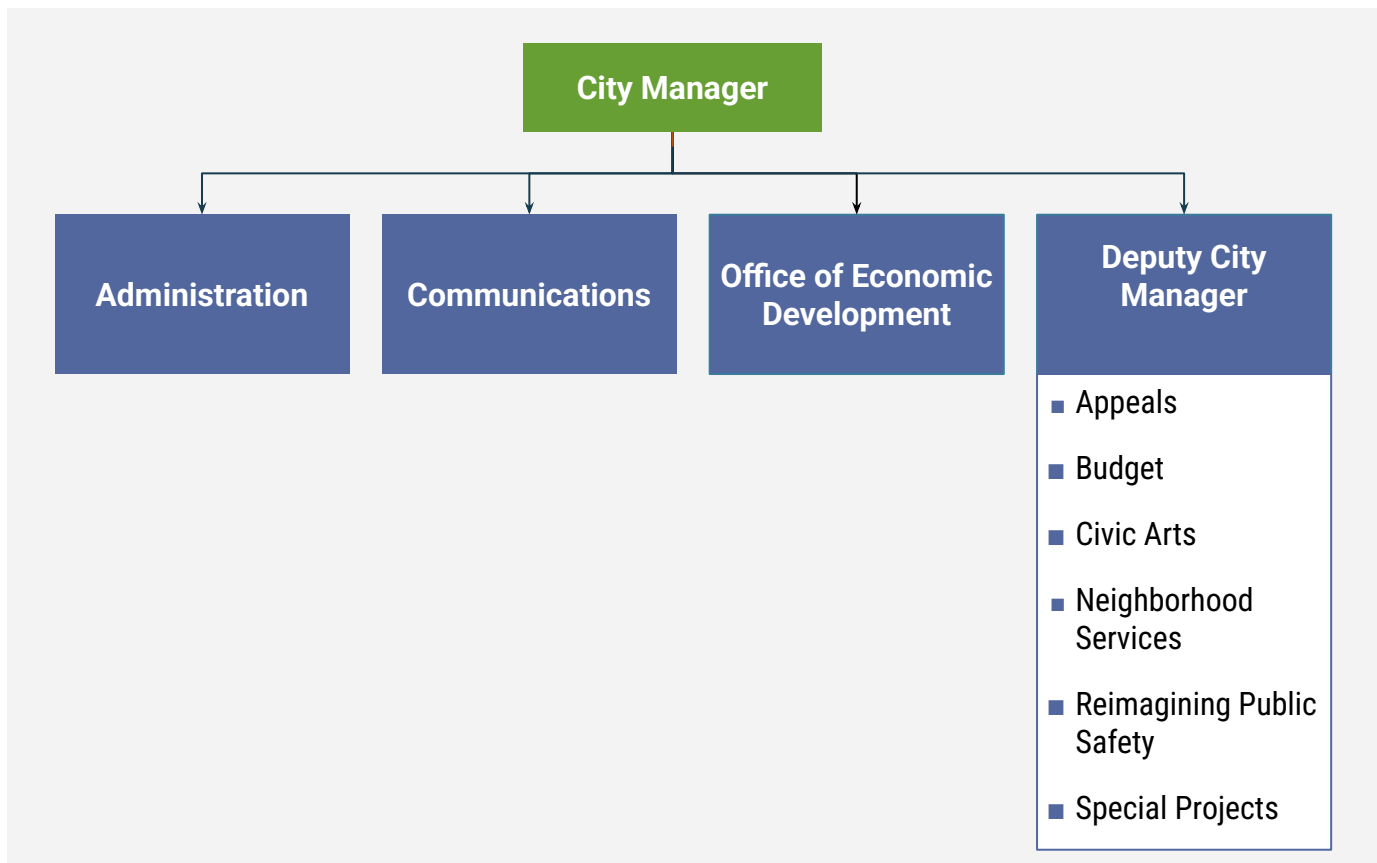 City Manager
Administration
Communications
Office of Economic
Development
Deputy City
Manager
Appeals
Budget
Civic Arts
Neighborhood
Services
Reimagining Public
Safety
Special Projects